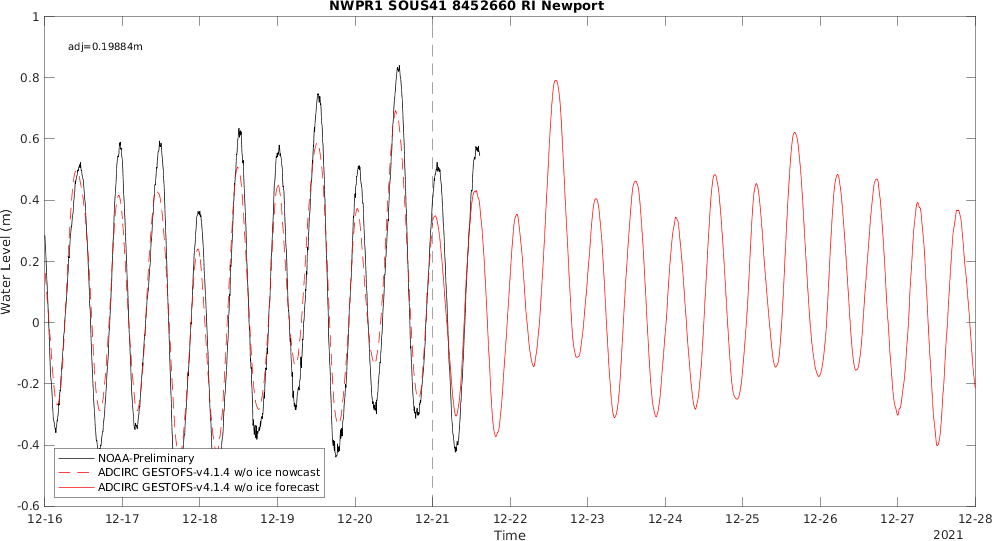 NWPR1 SOUS41 8452660 RI Newport
1
adj=0.19884m
0.8
0.6
0.4
0.2
0
-0.2
-0.4
-0.6
Water Level (m)
NOAA-Preliminary
ADCIRC GESTOFS-v4.1.4 w/o ice nowcast
ADCIRC GESTOFS-v4.1.4 w/o ice forecast
12-16 12-17 12-18 12-19 12-20 12-21 12-22 12-23 12-24 12-25 12-26 12-27 12-28
Time
2021